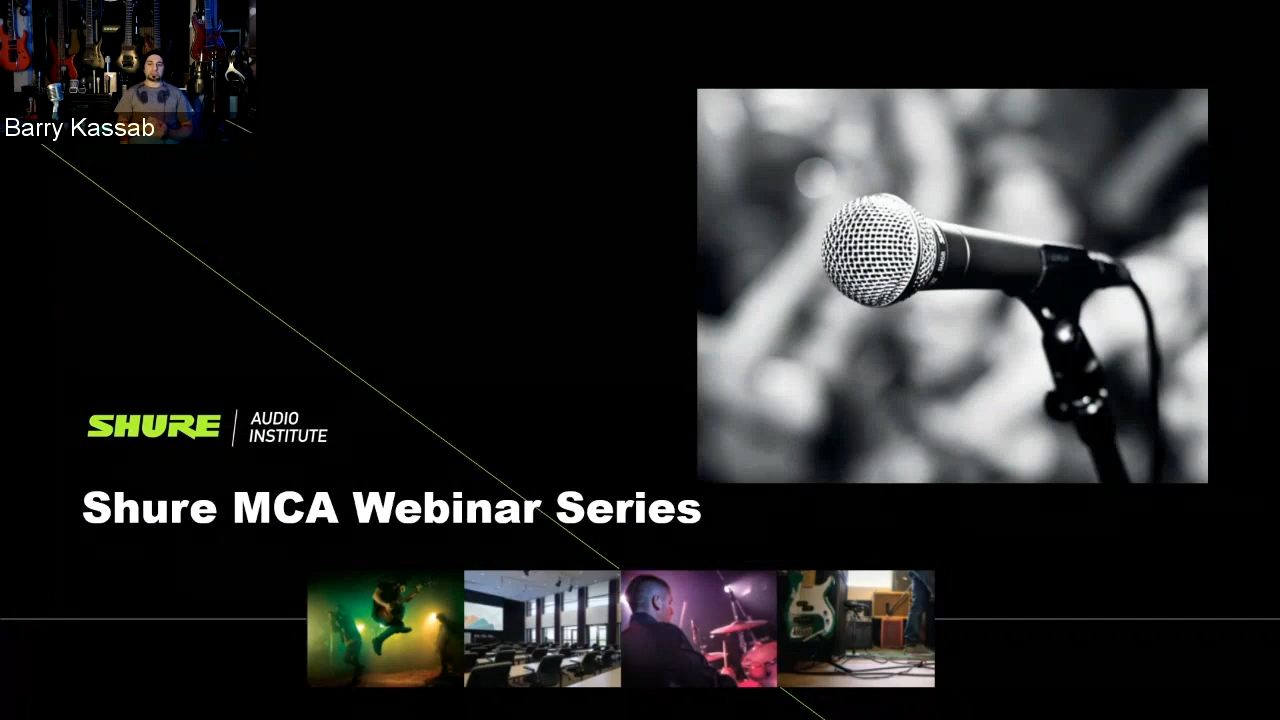 Barry Kassab
SHURE
AUDIO
INSTITUTE
Shure MCA Webinar Series